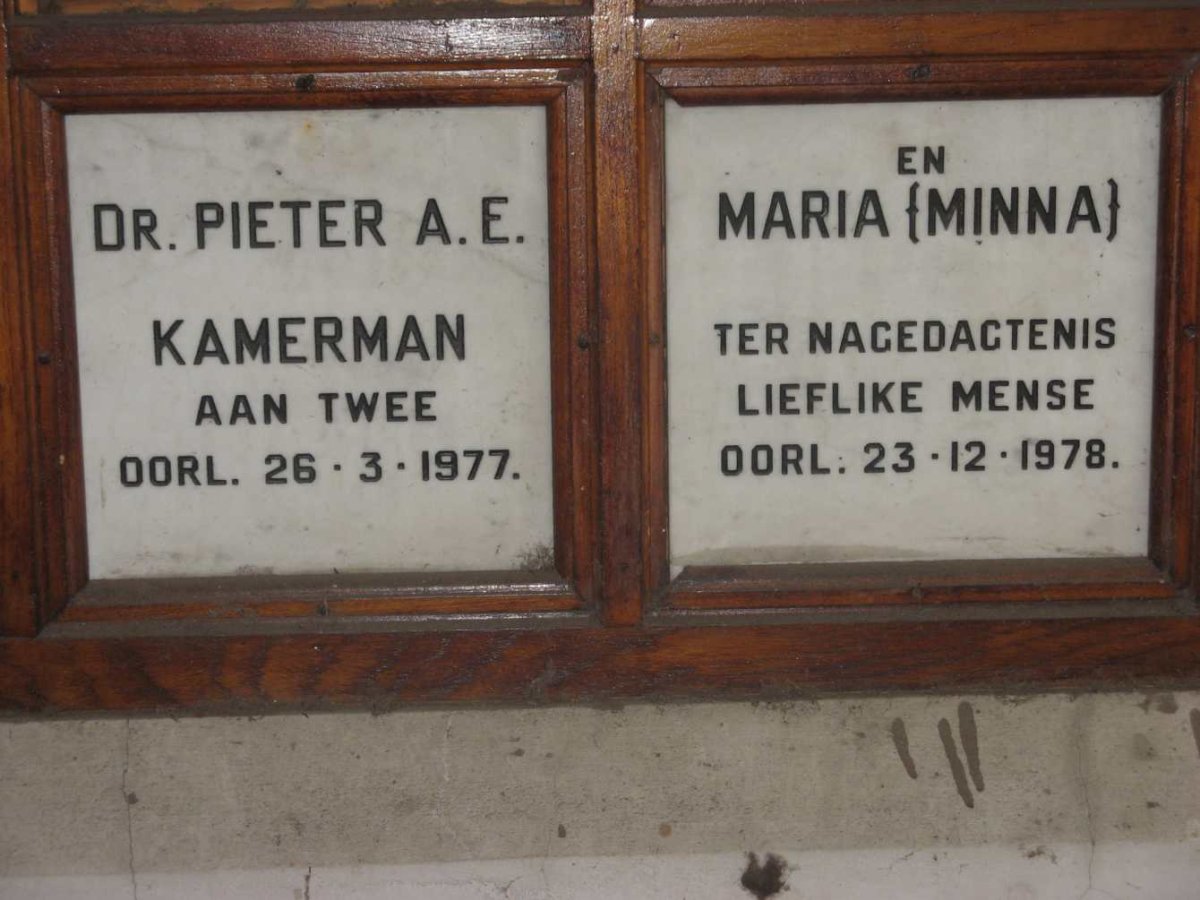 DR. PIETER A. E.
KAMERMAN
AAN TWEE
OORL. 26 · 3 · 1977.
EN
MARIA {MINNA}
TER NAGEDACTENIS
LIEFLIKE MENSE
OORL. 23 · 12 · 1978.